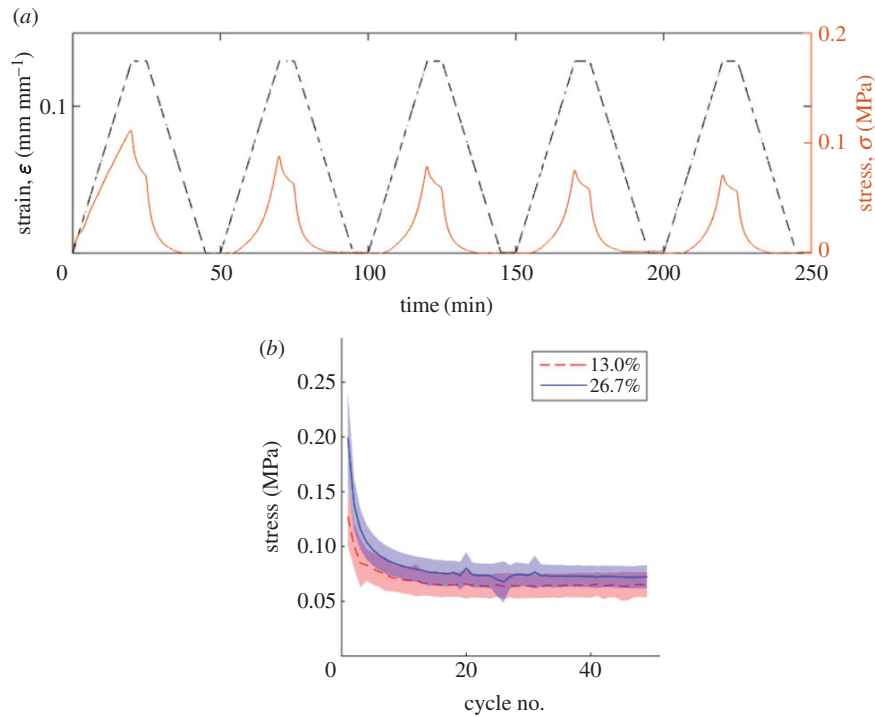 (a)
strain, ε (mm mm⁻¹)
0.1
0.2
0.1
0
stress, σ (MPa)
0 50 100 150 200 250
time (min)
(b)
13.0%
26.7%
stress (MPa)
0.25
0.20
0.15
0.10
0.05
0 20 40
cycle no.